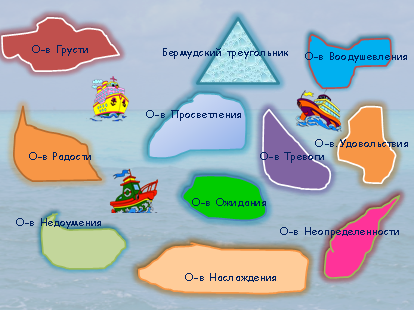 О-в Грусти
Бермудский треугольник
О-в Воодушевления
О-в Просветления
О-в Радости
О-в Тревоги
О-в Удовольствия
О-в Ожидания
О-в Недоумения
О-в Неопределенности
О-в Наслаждения